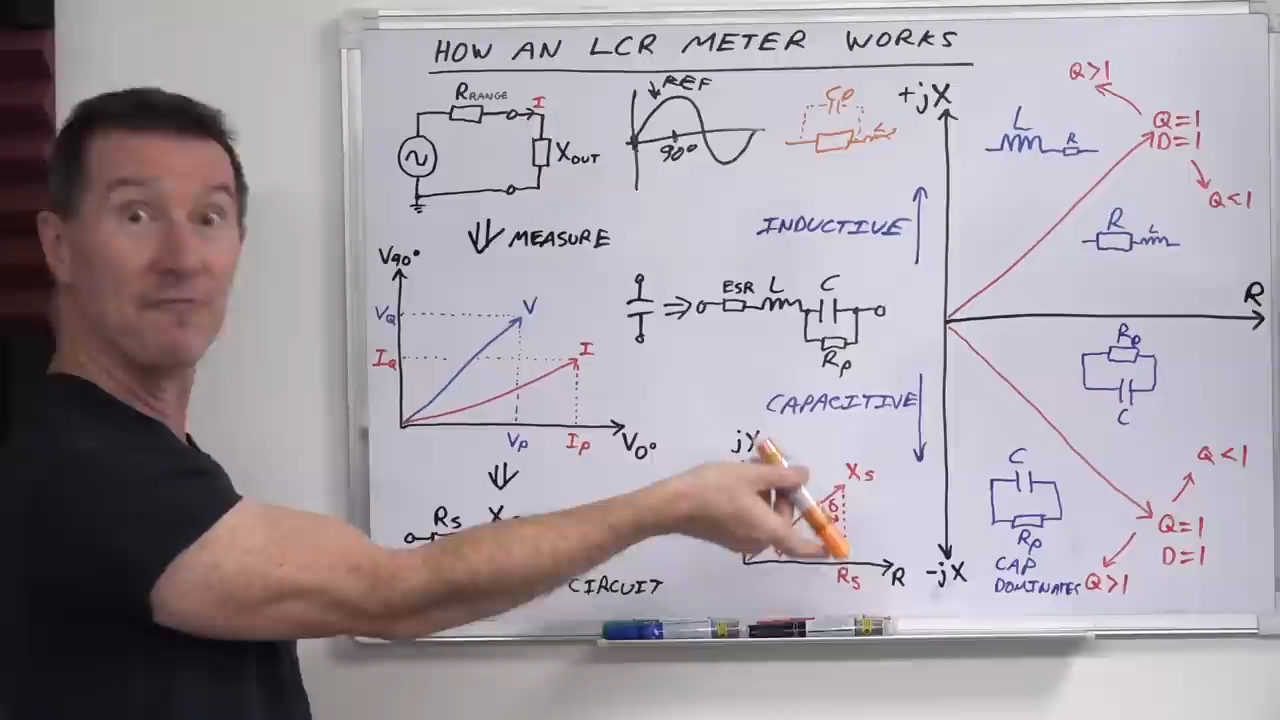 HOW AN LCR METER WORKS
RRANGE
I
XOUT
REF
90°
CP
L
+jX
L
R
Q>1
Q=1
D=1
Q<1
INDUCTIVE
R
L
MEASURE
V90°
VQ
V
IQ
I
VP
IP
V0°
ESR
L
C
RP
R
CAPACITIVE
RP
C
jX
XS
δ
RS
R
-jX
C
RP
CAP
DOMINATES
Q<1
Q=1
D=1
Q>1
RS
CIRCUIT